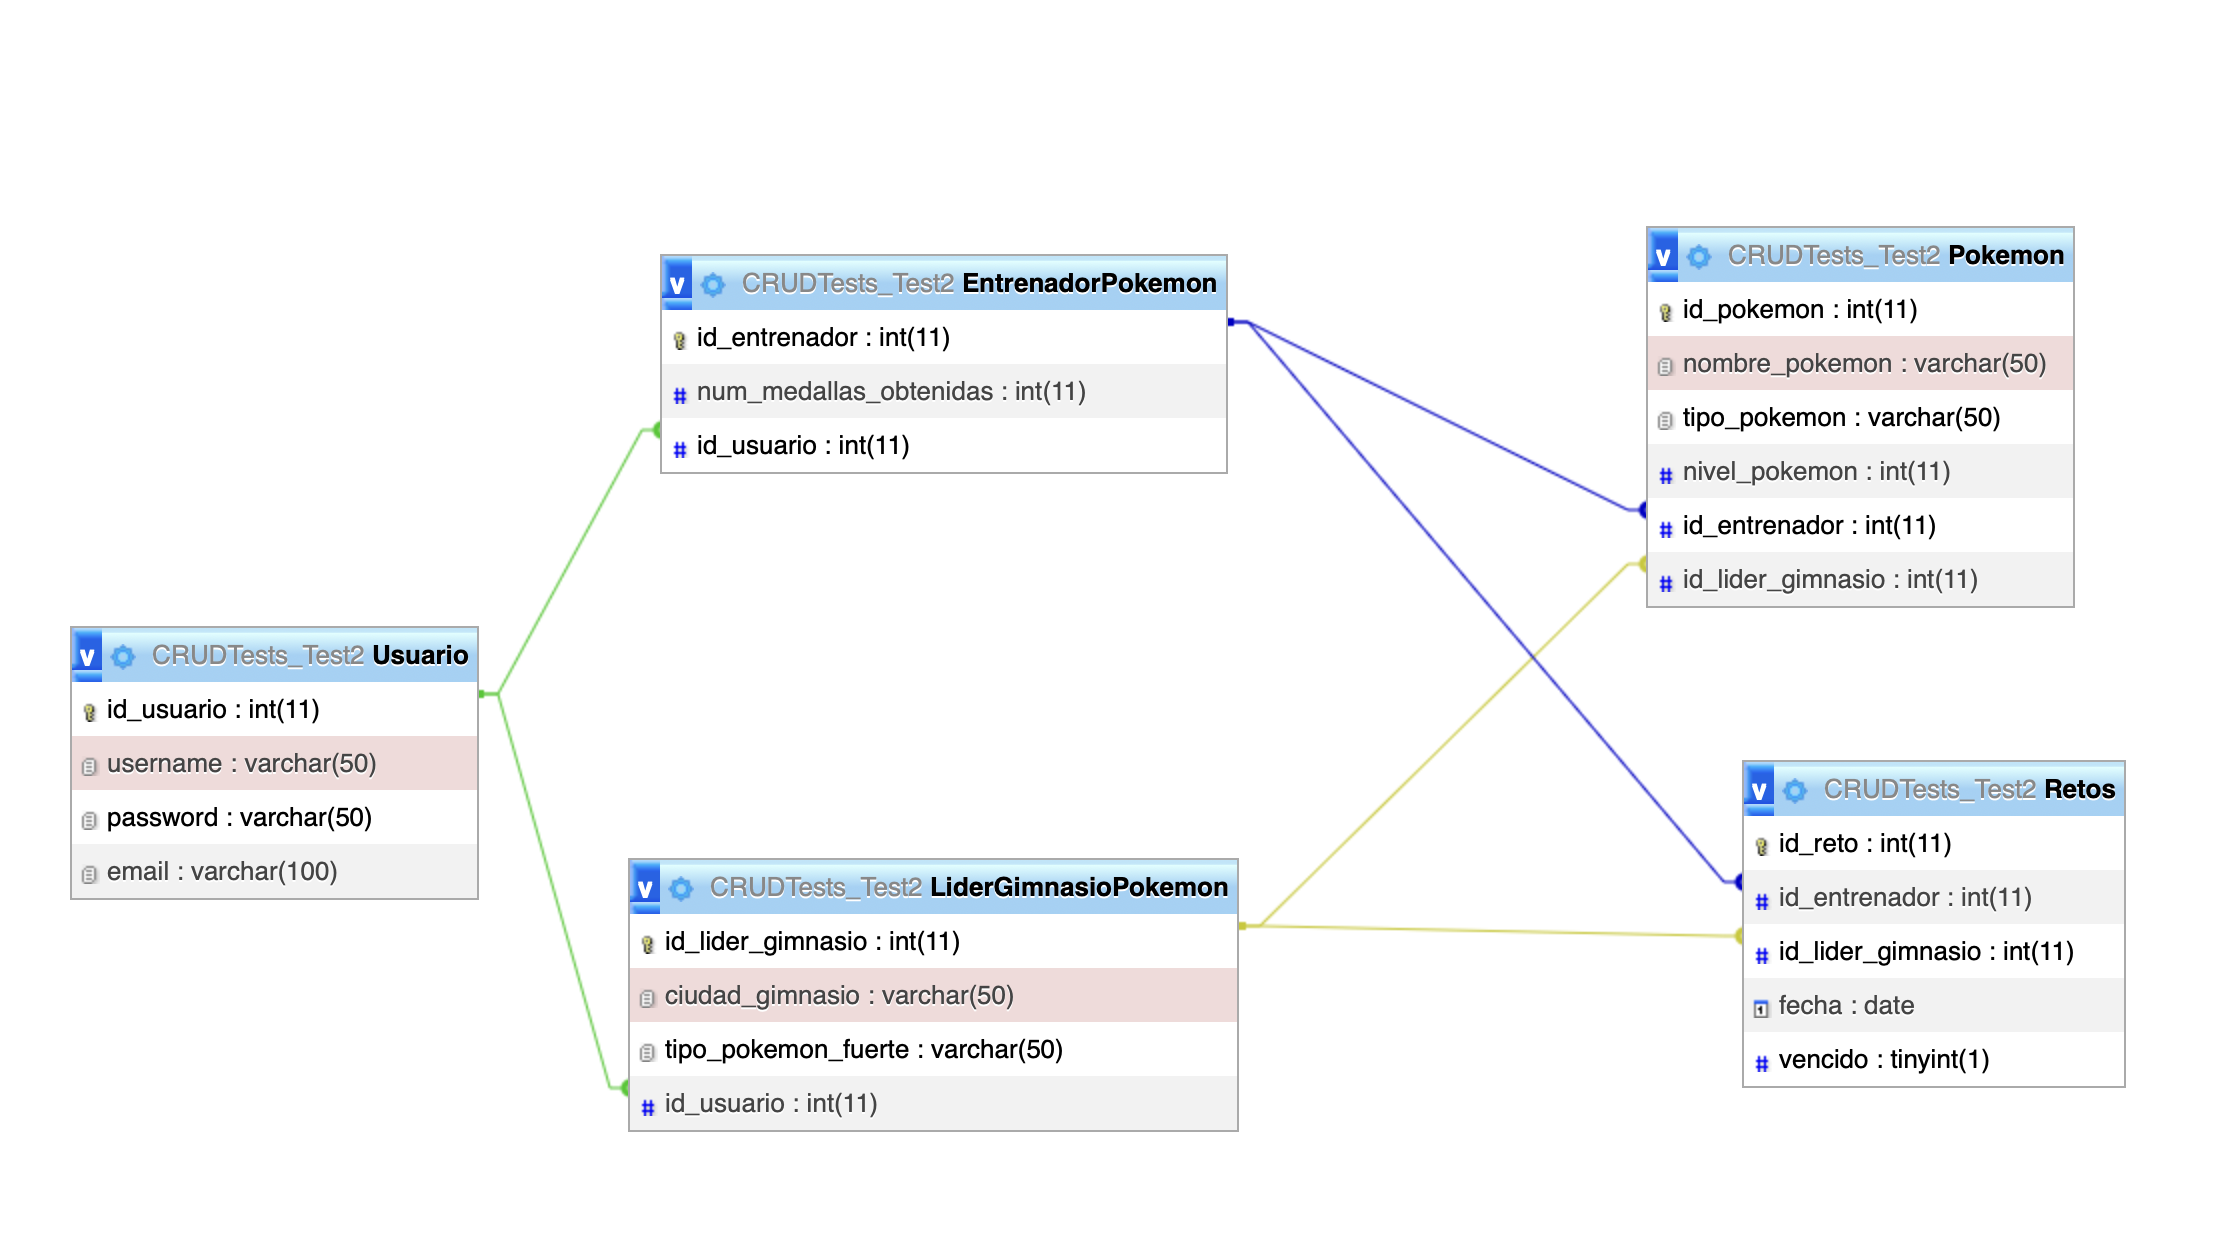 CRUDTests_Test2 Usuario
id_usuario : int(11)
username : varchar(50)
password : varchar(50)
email : varchar(100)
CRUDTests_Test2 EntrenadorPokemon
id_entrenador : int(11)
num_medallas_obtenidas : int(11)
id_usuario : int(11)
CRUDTests_Test2 LiderGimnasioPokemon
id_lider_gimnasio : int(11)
ciudad_gimnasio : varchar(50)
tipo_pokemon_fuerte : varchar(50)
id_usuario : int(11)
CRUDTests_Test2 Pokemon
id_pokemon : int(11)
nombre_pokemon : varchar(50)
tipo_pokemon : varchar(50)
nivel_pokemon : int(11)
id_entrenador : int(11)
id_lider_gimnasio : int(11)
CRUDTests_Test2 Retos
id_reto : int(11)
id_entrenador : int(11)
id_lider_gimnasio : int(11)
fecha : date
vencido : tinyint(1)